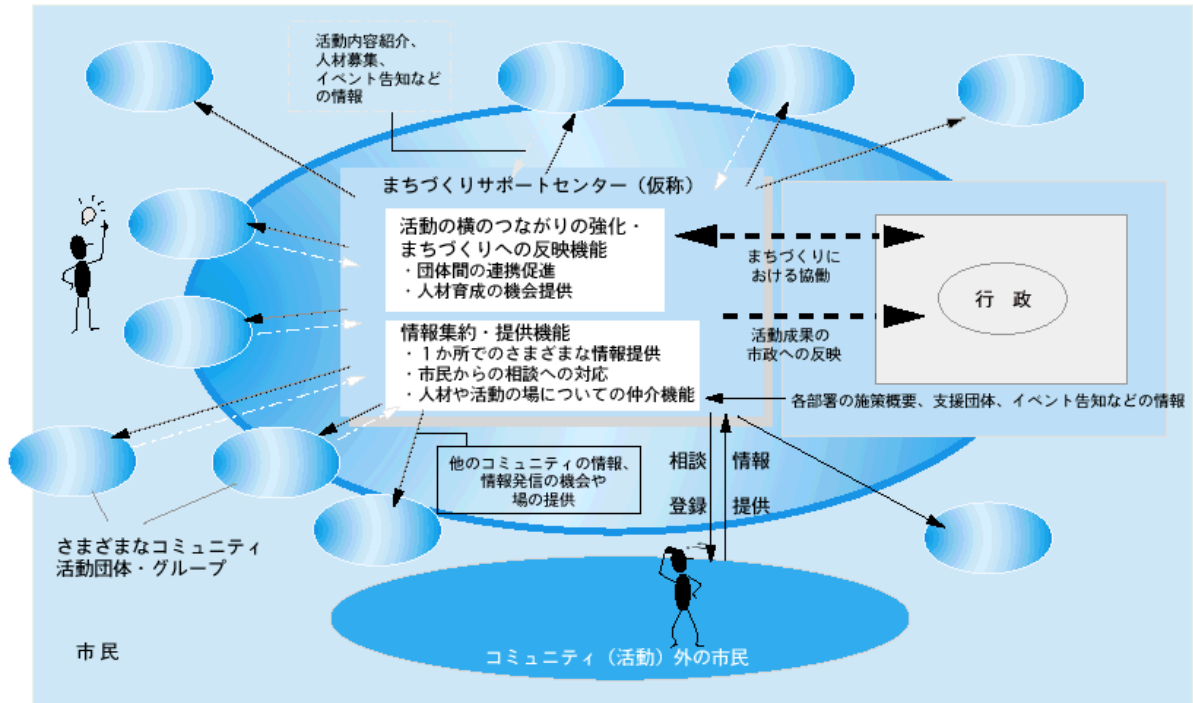 活動内容紹介、
人材募集、
イベント告知など
の情報
まちづくりサポートセンター（仮称）
活動の横のつながりの強化・
まちづくりへの反映機能
・団体間の連携促進
・人材育成の機会提供
情報集約・提供機能
・１か所でのさまざまな情報提供
・市民からの相談への対応
・人材や活動の場についての仲介機能
まちづくりに
おける協働
活動成果の
市政への反映
行　政
各部署の施策概要、支援団体、イベント告知などの情報
他のコミュニティの情報、
情報発信の機会や
場の提供
相談
登録
情報
提供
さまざまなコミュニティ
活動団体・グループ
市 民
コミュニティ（活動）外の市民